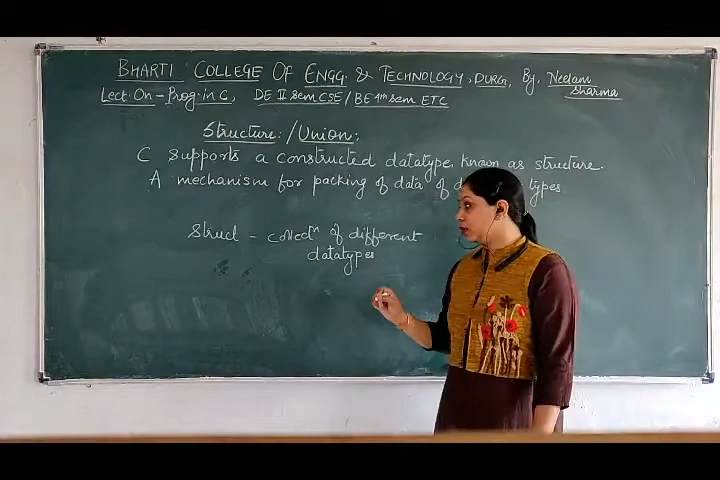 BHARTI COLLEGE OF ENGG. & TECHNOLOGY, DURG, By, Neelam Sharma
Lect. On - Prog. in C, DE II Sem CSE / BE 4th sem ETC
Structure: / Union:
C supports a constructed datatype known as structure.
A mechanism for packing of data of types.
Struct - collectn of different
datatypes